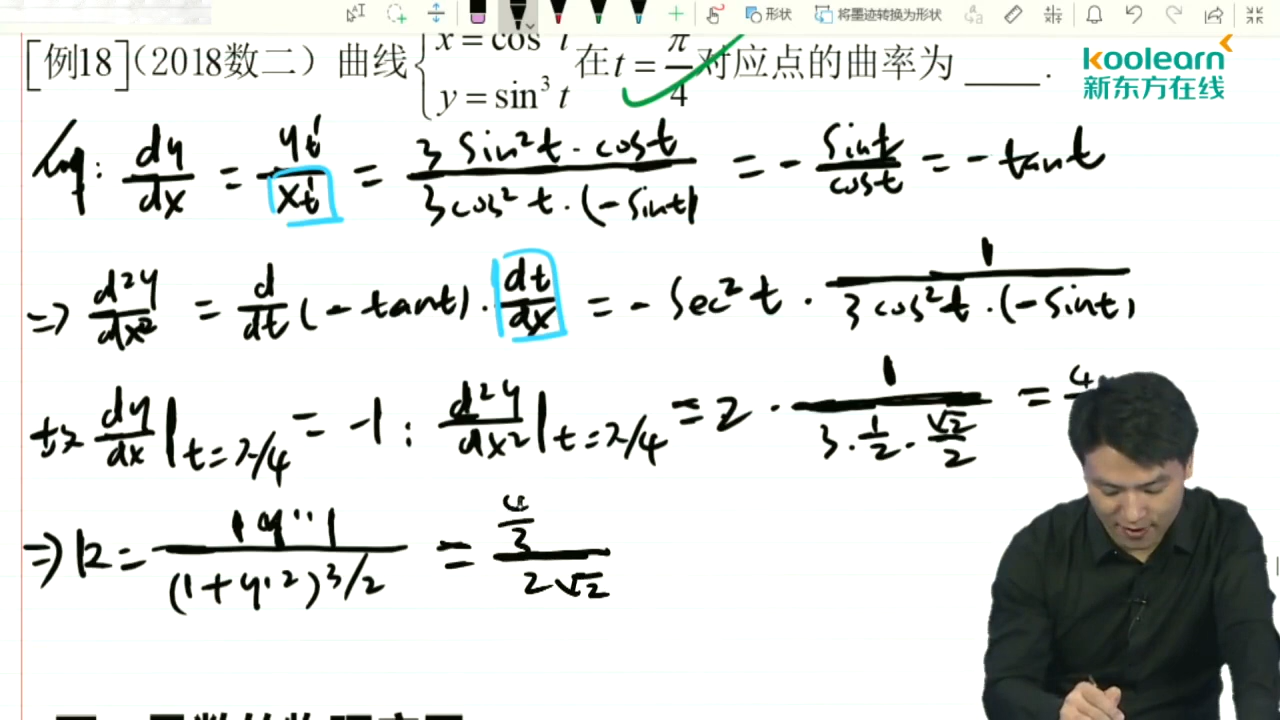 形状 将墨迹转换为形状
[例18](2018数二) 曲线 { x = cos t 在 t = π/4 对应点的曲率为 ____ .
y = sin³ t
koolearn
新东方在线
dy/dx = y't/x't = 3 sin²t · cost / 3cos²t · (-sint) = - sint/cost = - tant
=> d²y/dx² = d/dt (-tant) · dt/dx = - sec²t · 1 / 3cos²t · (-sint)
dy/dx | t=π/4 = -1 ; d²y/dx² | t=π/4 = 2 · 1 / 3 · 1/2 · √2/2 = 4
=> k = |y''| / (1+y'²)^3/2 = 4/3 / 2√2